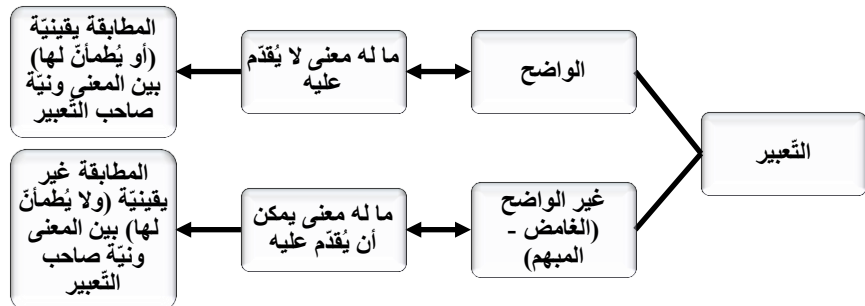 التّعبير
الواضح
ما له معنى لا يُقدّم
عليه
المطابقة يقينيّة
(أو يُطمأنّ لها)
بين المعنى ونيّة
صاحب التّعبير
غير الواضح
(الغامض -
المبهم)
ما له معنى يمكن
أن يُقدّم عليه
المطابقة غير
يقينيّة (ولا يُطمأنّ
لها) بين المعنى
ونيّة صاحب
التّعبير